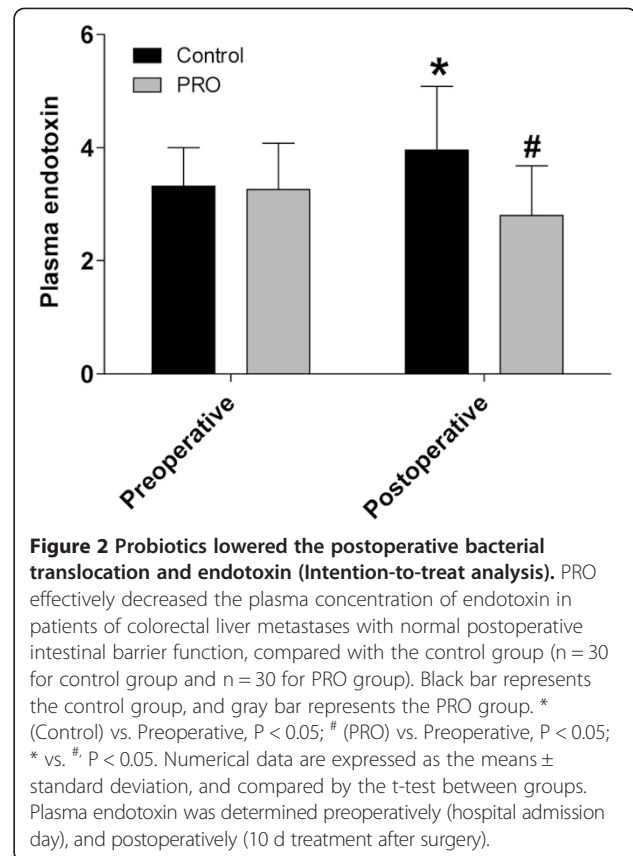 Control
PRO
*
#
6
4
2
0
Plasma endotoxin
Preoperative
Postoperative
Figure 2 Probiotics lowered the postoperative bacterial
translocation and endotoxin (Intention-to-treat analysis). PRO
effectively decreased the plasma concentration of endotoxin in
patients of colorectal liver metastases with normal postoperative
intestinal barrier function, compared with the control group (n = 30
for control group and n = 30 for PRO group). Black bar represents
the control group, and gray bar represents the PRO group. *
(Control) vs. Preoperative, P < 0.05; # (PRO) vs. Preoperative, P < 0.05;
* vs. #, P < 0.05. Numerical data are expressed as the means ±
standard deviation, and compared by the t-test between groups.
Plasma endotoxin was determined preoperatively (hospital admission
day), and postoperatively (10 d treatment after surgery).